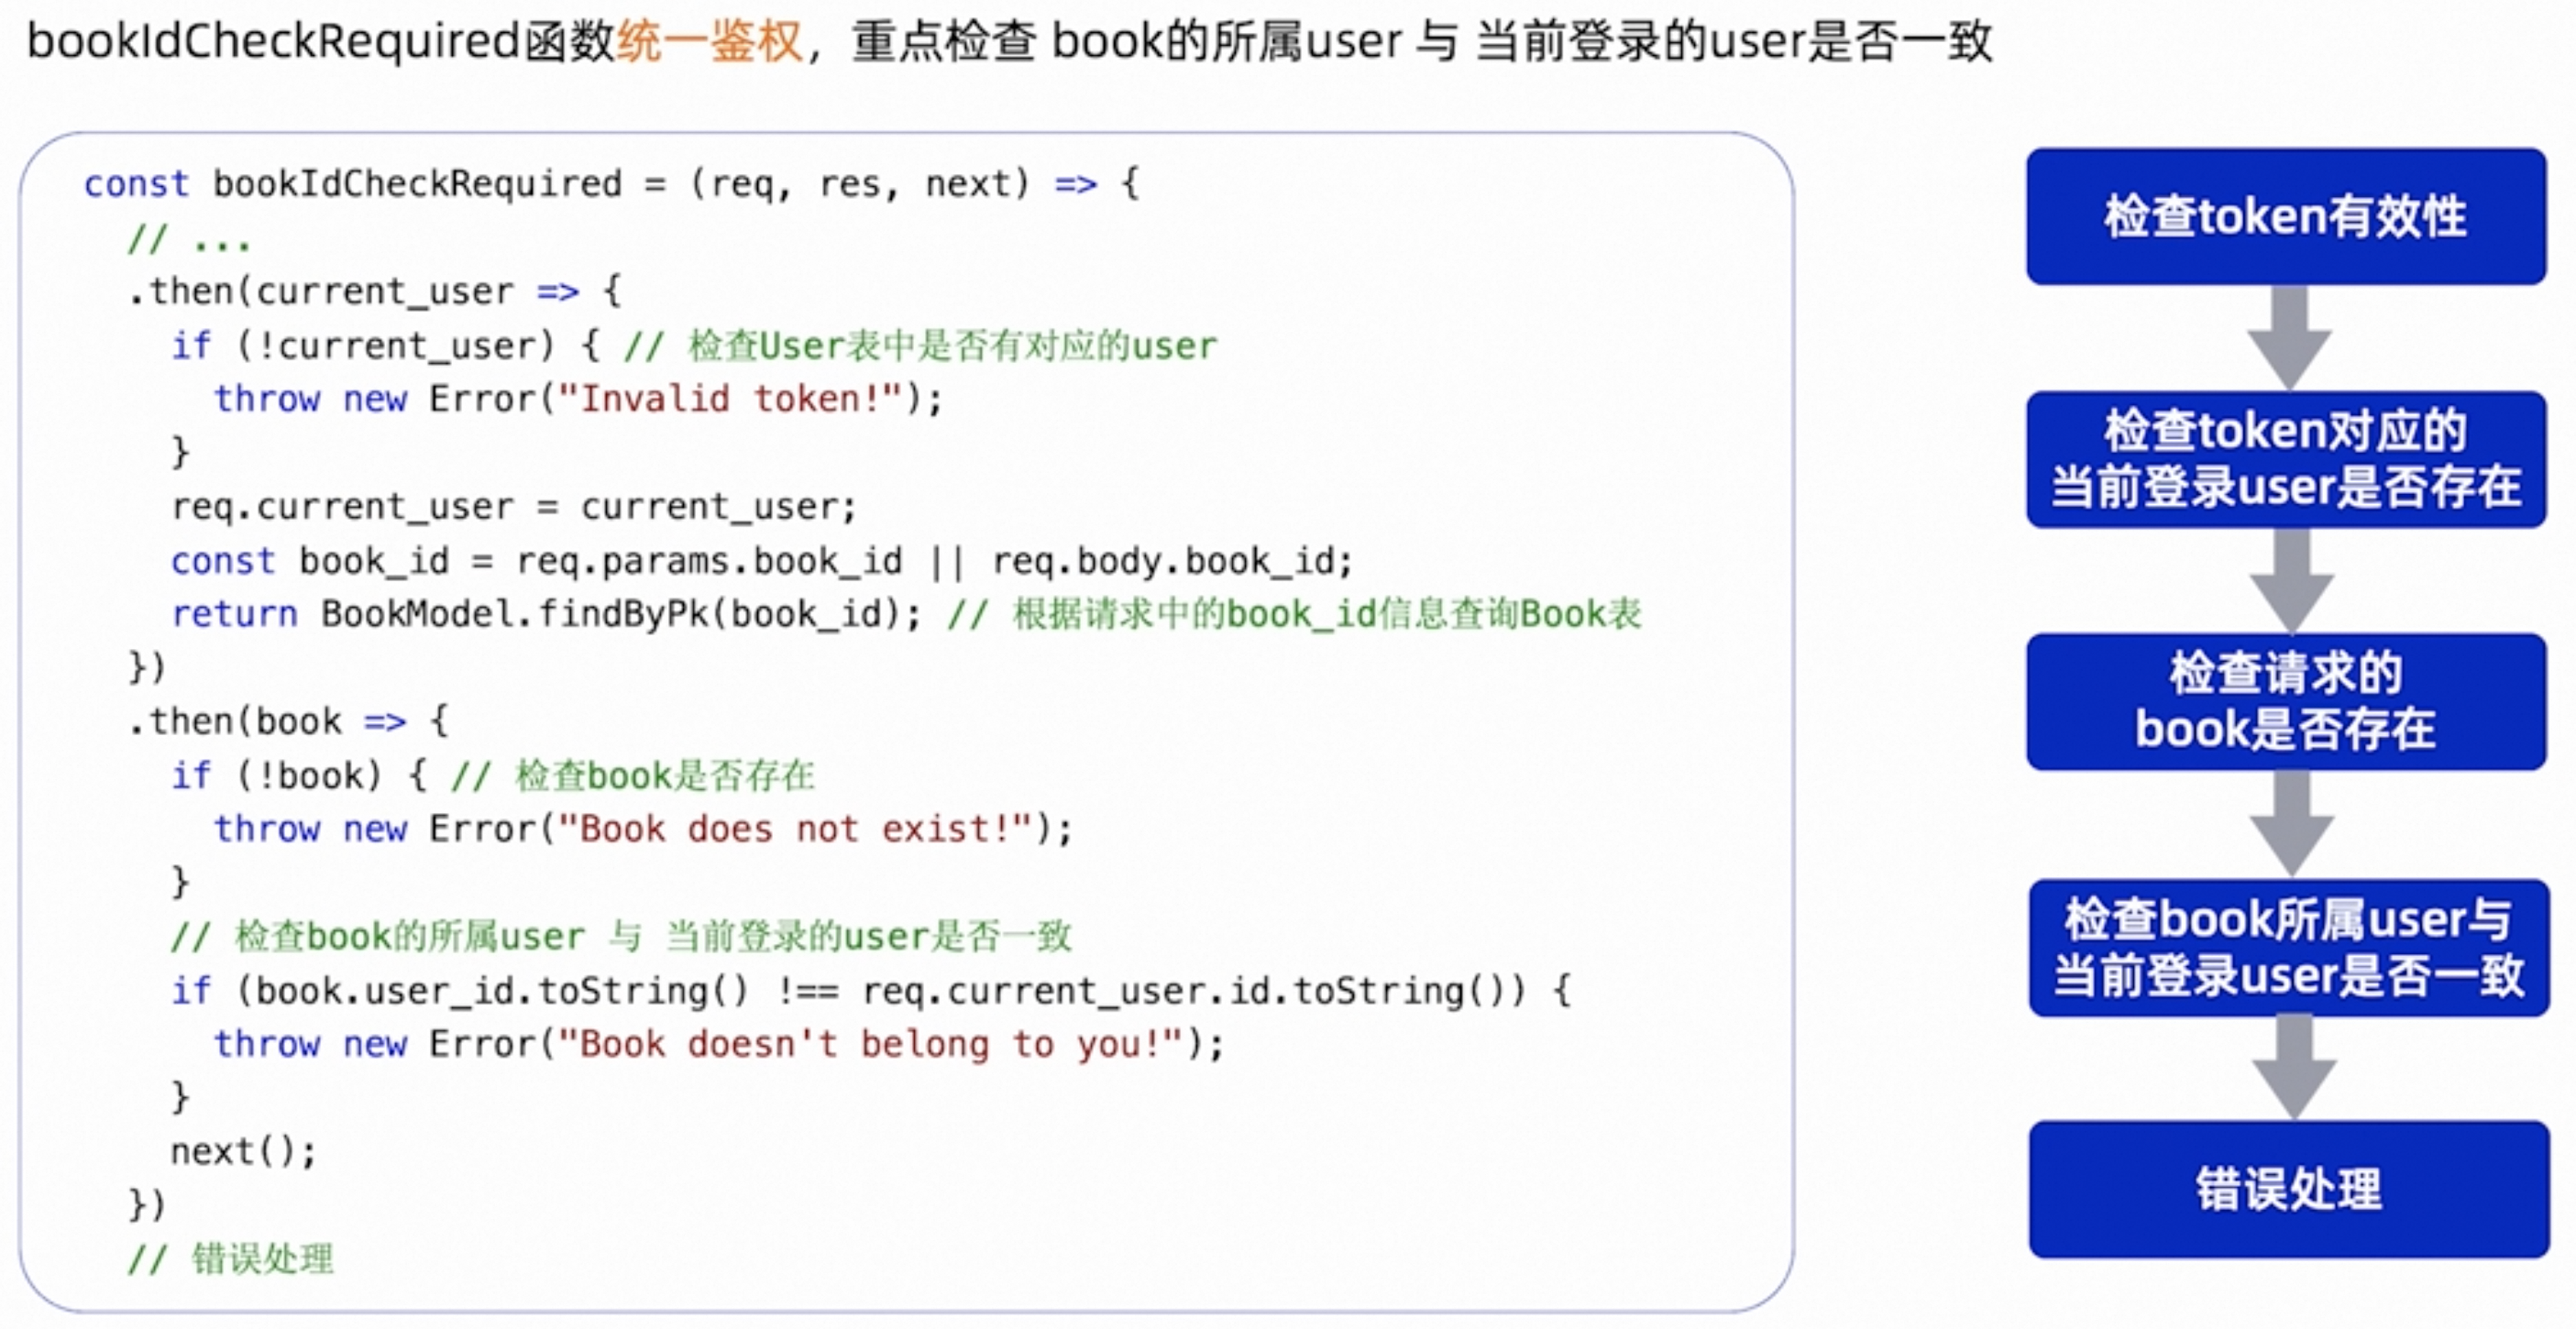 bookIdCheckRequired函数统一鉴权，重点检查 book的所属user 与 当前登录的user是否一致
const bookIdCheckRequired = (req, res, next) => {
  // ...
  .then(current_user => {
    if (!current_user) { // 检查User表中是否有对应的user
      throw new Error("Invalid token!");
    }
    req.current_user = current_user;
    const book_id = req.params.book_id || req.body.book_id;
    return BookModel.findByPk(book_id); // 根据请求中的book_id信息查询Book表
  })
  .then(book => {
    if (!book) { // 检查book是否存在
      throw new Error("Book does not exist!");
    }
    // 检查book的所属user 与 当前登录的user是否一致
    if (book.user_id.toString() !== req.current_user.id.toString()) {
      throw new Error("Book doesn't belong to you!");
    }
    next();
  })
  // 错误处理
检查token有效性
检查token对应的
当前登录user是否存在
检查请求的
book是否存在
检查book所属user与
当前登录user是否一致
错误处理